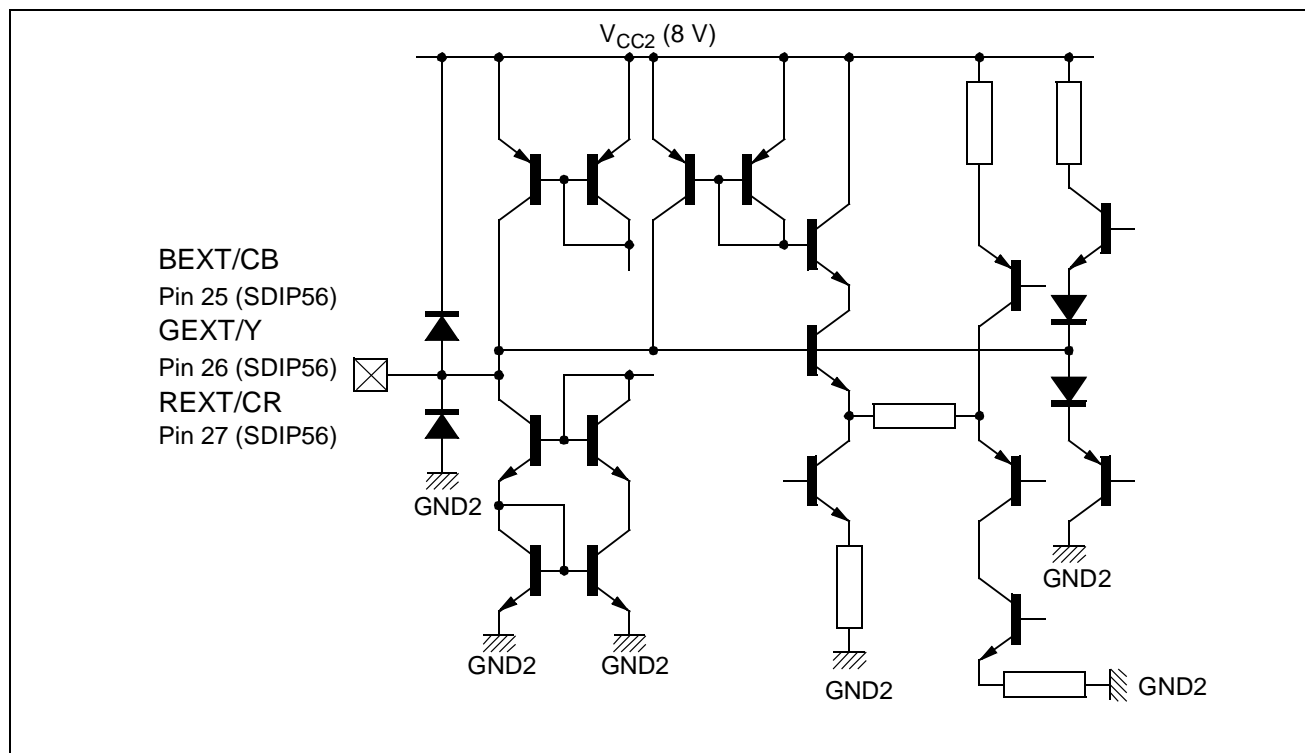 VCC2 (8 V)
BEXT/CB
Pin 25 (SDIP56)
GEXT/Y
Pin 26 (SDIP56)
REXT/CR
Pin 27 (SDIP56)
GND2
GND2
GND2
GND2
GND2
GND2